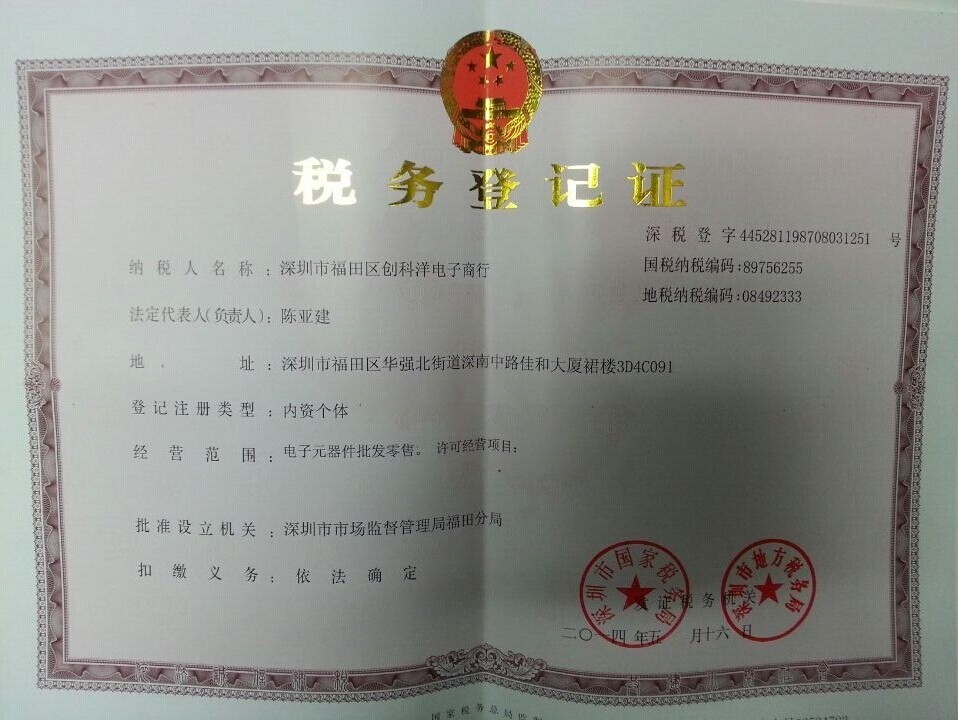 税务登记证
深税登字445281198708031251 号
纳税人名称：深圳市福田区创科洋电子商行
国税纳税编码:89756255
法定代表人(负责人)：陈亚建
地税纳税编码:08492333
地址：深圳市福田区华强北街道深南中路佳和大厦裙楼3D4C091
登记注册类型：内资个体
经营范围：电子元器件批发零售。许可经营项目：
批准设立机关：深圳市市场监督管理局福田分局
扣缴义务：依法确定
深圳市国家税务局
深圳市地方税务局
发证税务机关
二〇一四年五月十六日
国家税务总局监